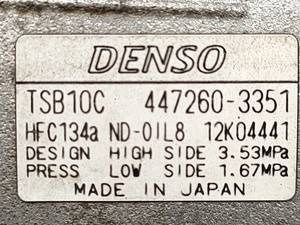 DENSO
TSB10C 447260-3351
HFC134a ND-OIL8 12K04441
DESIGN HIGH SIDE 3.53MPa
PRESS LOW SIDE 1.67MPa
MADE IN JAPAN